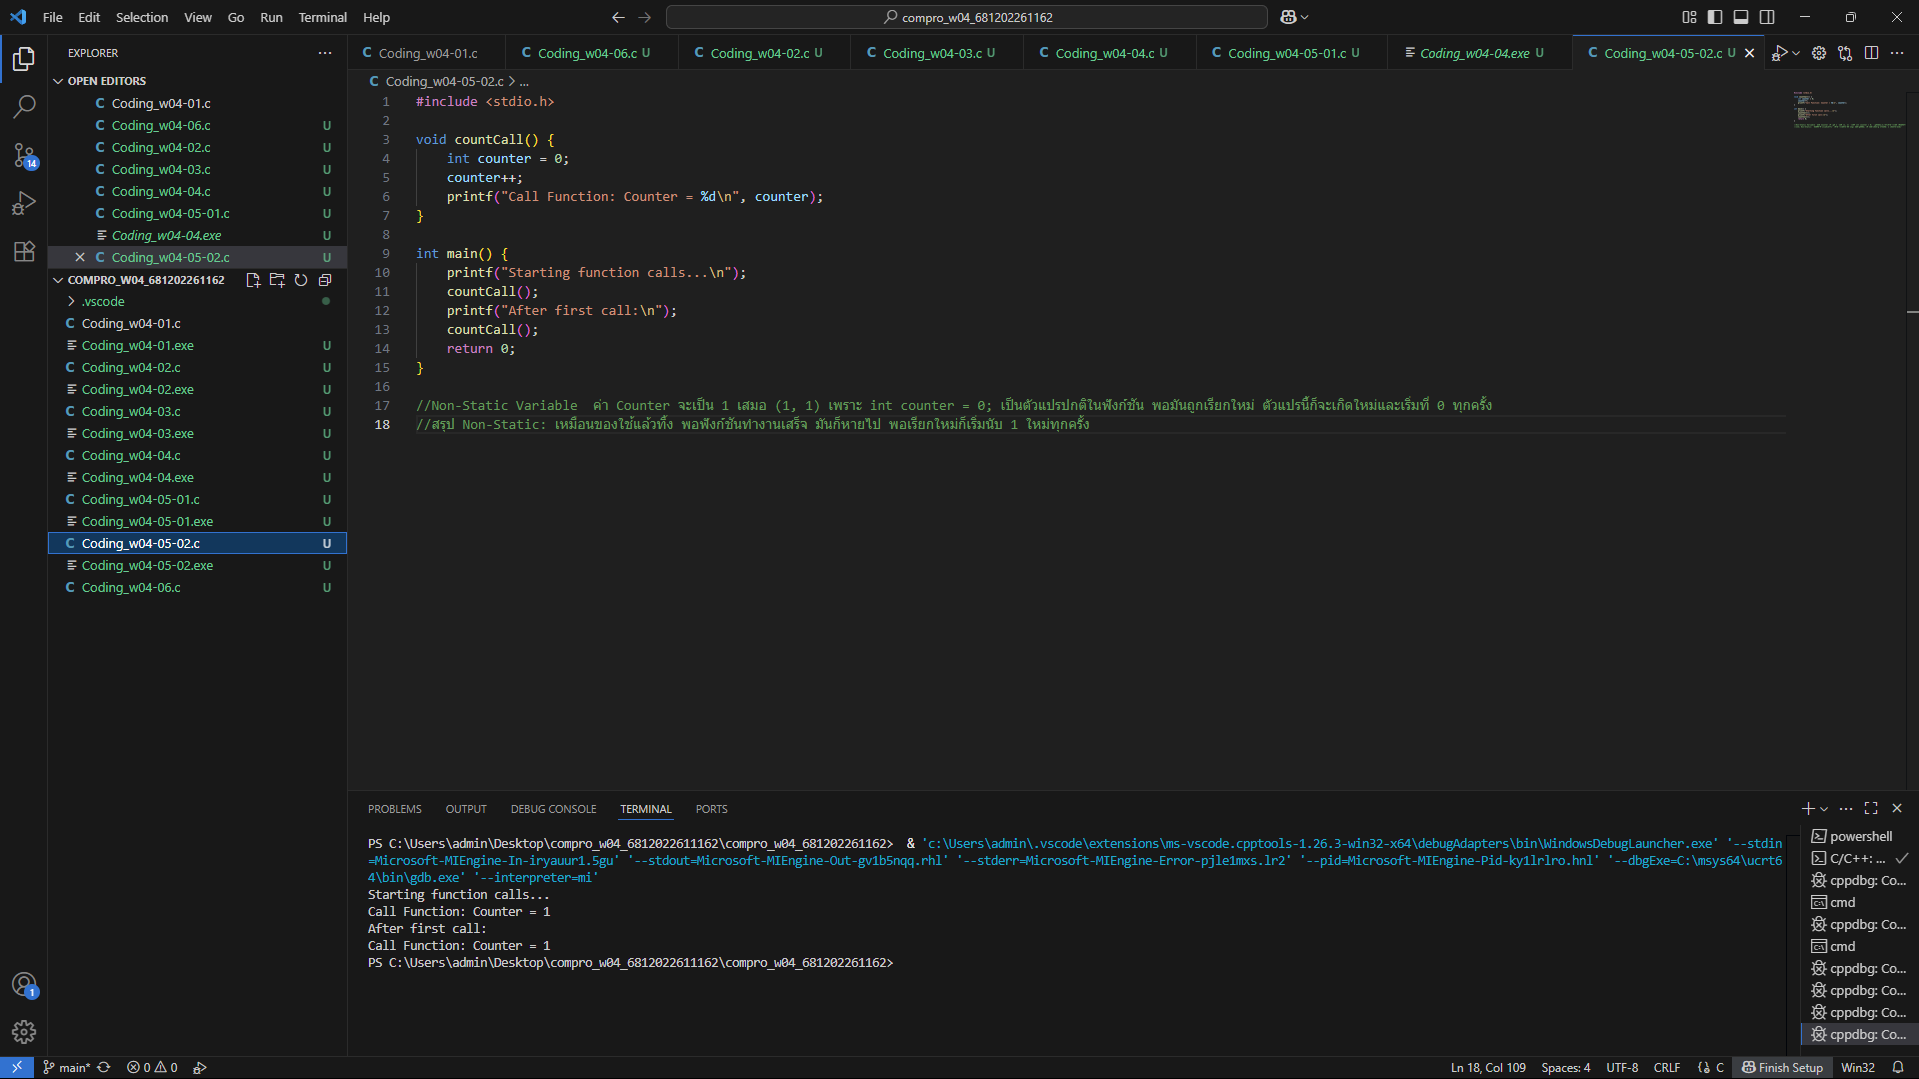 File Edit Selection View Go Run Terminal Help
compro_w04_681202261162
EXPLORER
OPEN EDITORS
Coding_w04-01.c
Coding_w04-06.c U
Coding_w04-02.c U
Coding_w04-03.c U
Coding_w04-04.c U
Coding_w04-05-01.c U
Coding_w04-04.exe U
Coding_w04-05-02.c U
COMPRO_W04_681202261162
.vscode
Coding_w04-01.c
Coding_w04-01.exe U
Coding_w04-02.c U
Coding_w04-02.exe U
Coding_w04-03.c U
Coding_w04-03.exe U
Coding_w04-04.c U
Coding_w04-04.exe U
Coding_w04-05-01.c U
Coding_w04-05-01.exe U
Coding_w04-05-02.c U
Coding_w04-05-02.exe U
Coding_w04-06.c U
14
1
C Coding_w04-01.c C Coding_w04-06.c U C Coding_w04-02.c U C Coding_w04-03.c U C Coding_w04-04.c U C Coding_w04-05-01.c U Coding_w04-04.exe U C Coding_w04-05-02.c U
C Coding_w04-05-02.c > ...
1 #include <stdio.h>
2
3 void countCall() {
4 int counter = 0;
5 counter++;
6 printf("Call Function: Counter = %d\n", counter);
7 }
8
9 int main() {
10 printf("Starting function calls...\n");
11 countCall();
12 printf("After first call:\n");
13 countCall();
14 return 0;
15 }
16
17 //Non-Static Variable  ค่า Counter จะเป็น 1 เสมอ (1, 1) เพราะ int counter = 0; เป็นตัวแปรปกติในฟังก์ชัน พอมันถูกเรียกใหม่ ตัวแปรนี้ก็จะเกิดใหม่และเริ่มที่ 0 ทุกครั้ง
18 //สรุป Non-Static: เหมือนของใช้แล้วทิ้ง พอฟังก์ชันทำงานเสร็จ มันก็หายไป พอเรียกใหม่ก็เริ่มนับ 1 ใหม่ทุกครั้ง
PROBLEMS OUTPUT DEBUG CONSOLE TERMINAL PORTS
PS C:\Users\admin\Desktop\compro_w04_6812022611162\compro_w04_681202261162>  & 'c:\Users\admin\.vscode\extensions\ms-vscode.cpptools-1.26.3-win32-x64\debugAdapters\bin\WindowsDebugLauncher.exe' '--stdin
=Microsoft-MIEngine-In-iryauur1.5gu' '--stdout=Microsoft-MIEngine-Out-gv1b5nqq.rhl' '--stderr=Microsoft-MIEngine-Error-pjle1mxs.lr2' '--pid=Microsoft-MIEngine-Pid-ky1lrlro.hnl' '--dbgExe=C:\msys64\ucrt6
4\bin\gdb.exe' '--interpreter=mi'
Starting function calls...
Call Function: Counter = 1
After first call:
Call Function: Counter = 1
PS C:\Users\admin\Desktop\compro_w04_6812022611162\compro_w04_681202261162>
powershell
C/C++: ...
cppdbg: Co...
cmd
cppdbg: Co...
cmd
cppdbg: Co...
cppdbg: Co...
cppdbg: Co...
cppdbg: Co...
main* 0 0 Ln 18, Col 109 Spaces: 4 UTF-8 CRLF {} C Finish Setup Win32